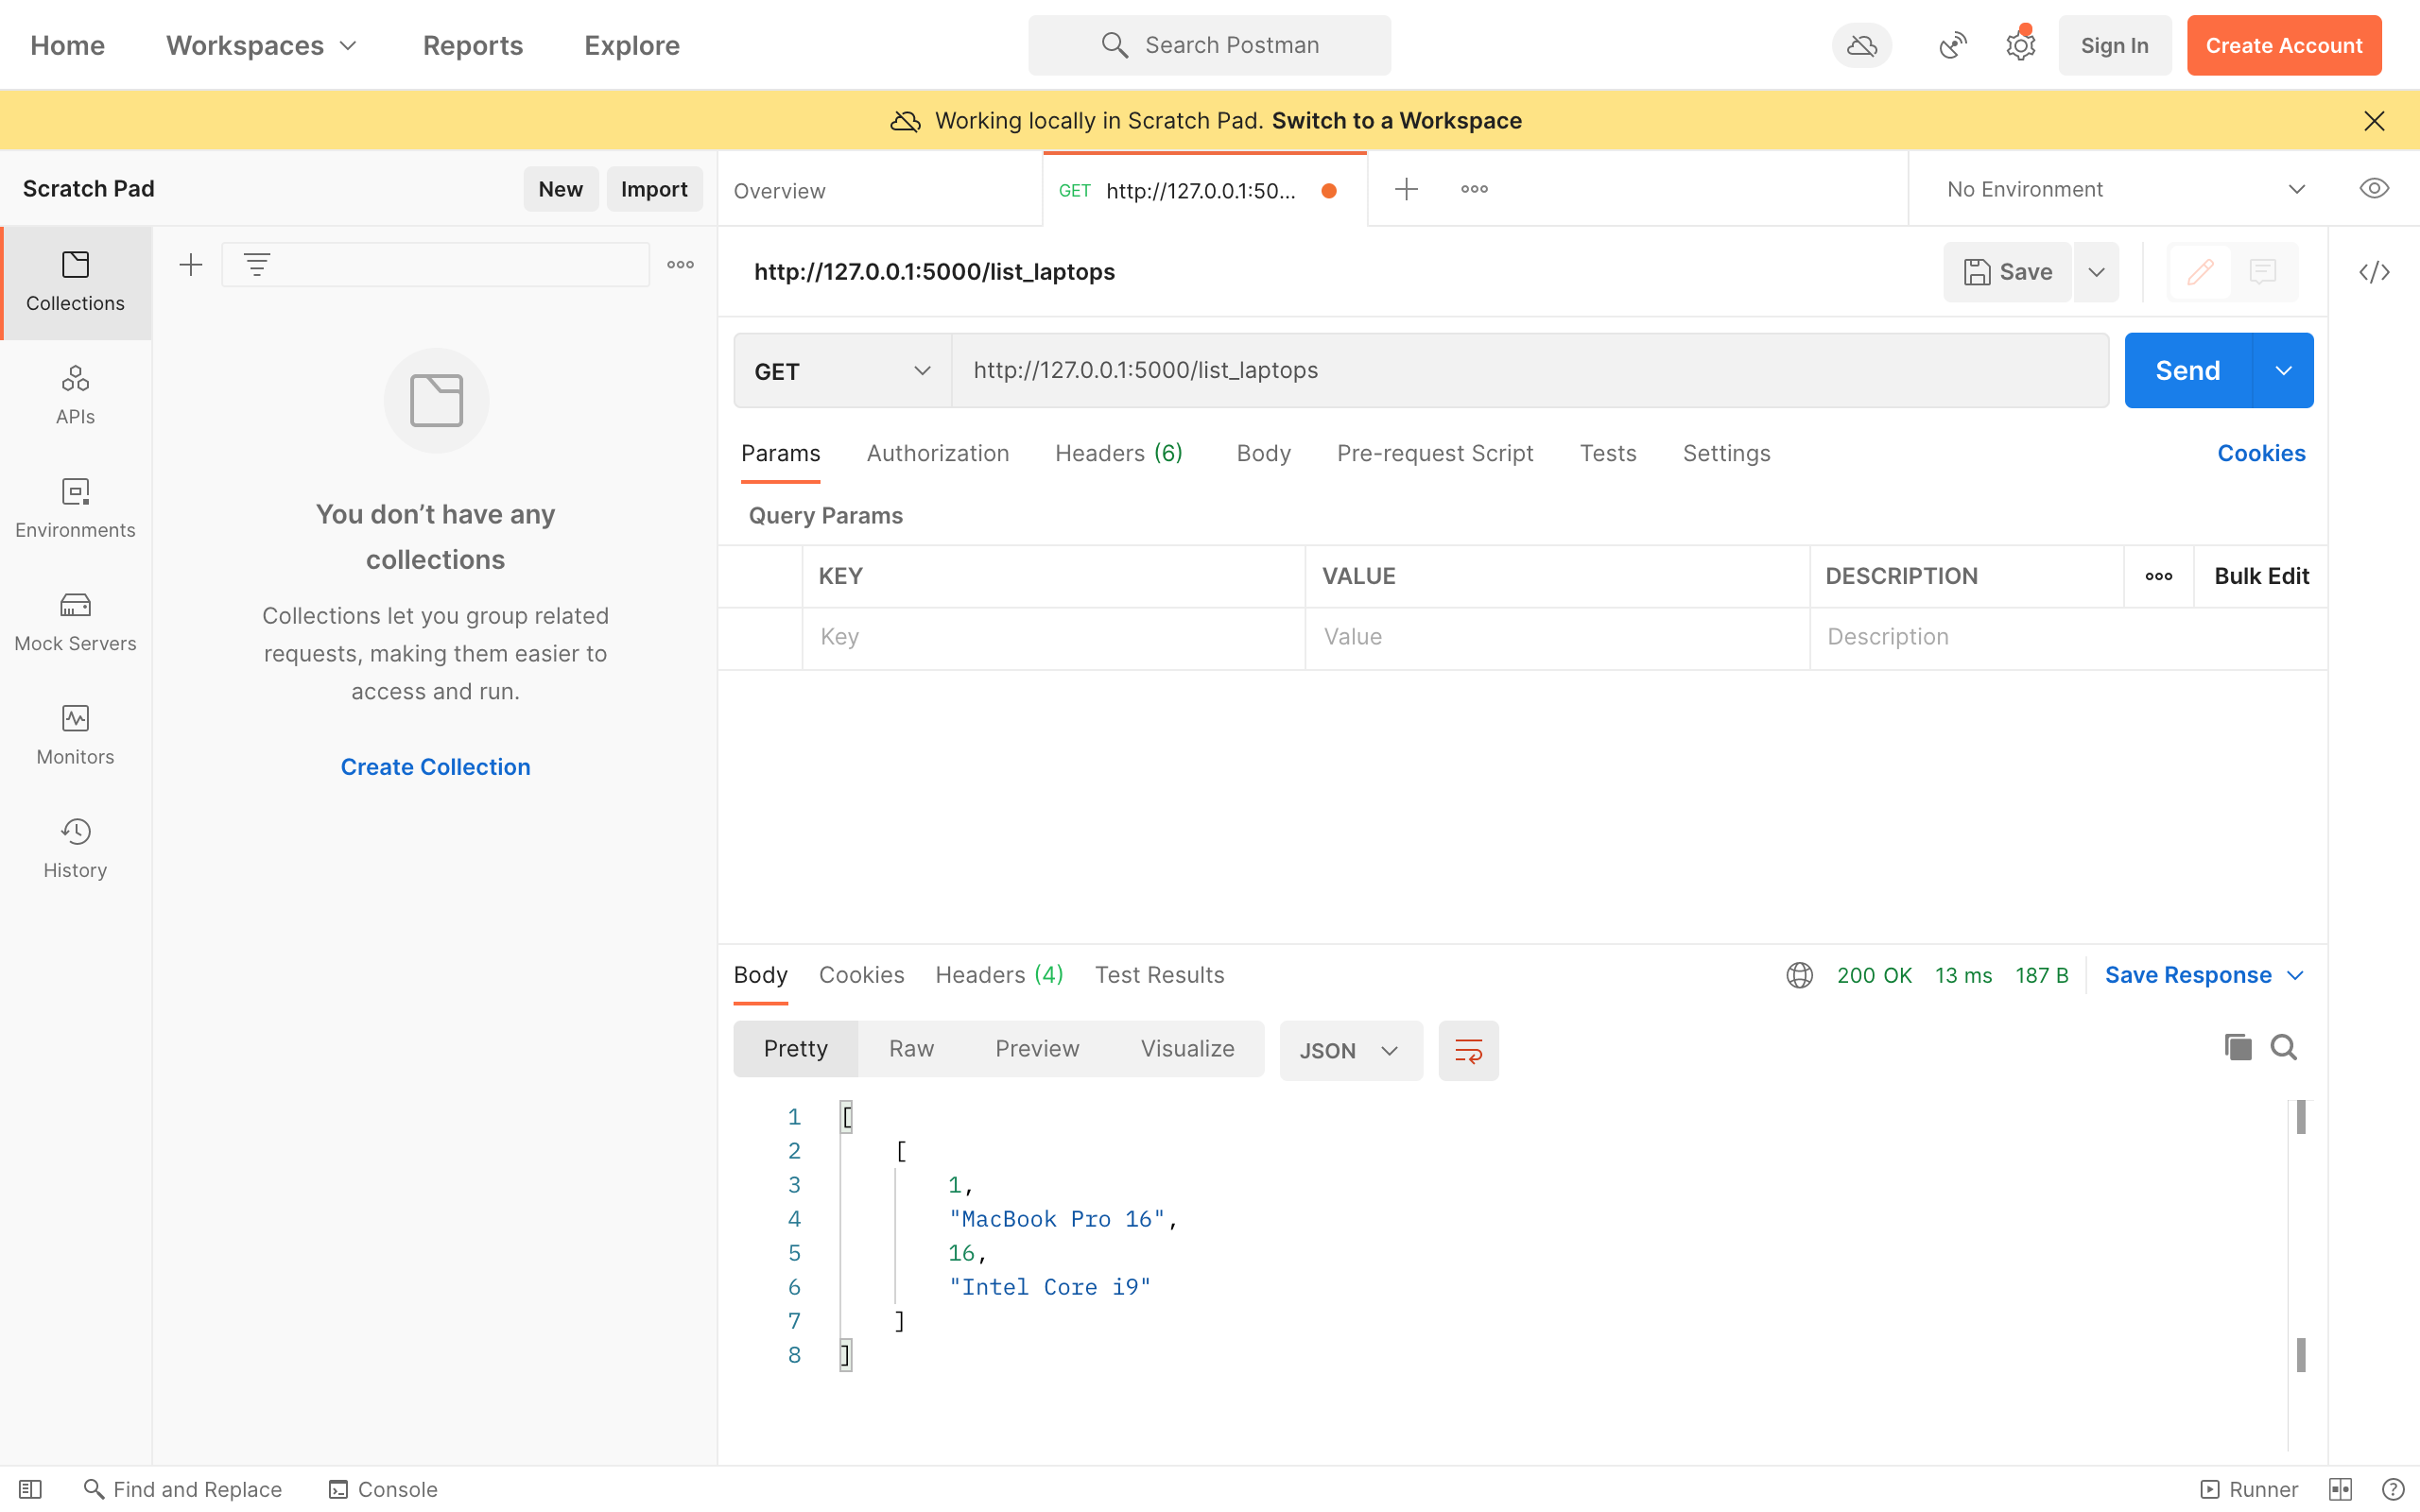 Home Workspaces Reports Explore Search Postman Sign In Create Account
Working locally in Scratch Pad. Switch to a Workspace
Scratch Pad New Import
Overview GET http://127.0.0.1:50... No Environment
Collections
APIs
Environments
Mock Servers
Monitors
History
You don’t have any
collections
Collections let you group related
requests, making them easier to
access and run.
Create Collection
http://127.0.0.1:5000/list_laptops Save
GET http://127.0.0.1:5000/list_laptops Send
Params Authorization Headers (6) Body Pre-request Script Tests Settings Cookies
Query Params
KEY VALUE DESCRIPTION Bulk Edit
Key Value Description
Body Cookies Headers (4) Test Results 200 OK 13 ms 187 B Save Response
Pretty Raw Preview Visualize JSON
1 [
2 [
3 1,
4 "MacBook Pro 16",
5 16,
6 "Intel Core i9"
7 ]
8 ]
Find and Replace Console Runner